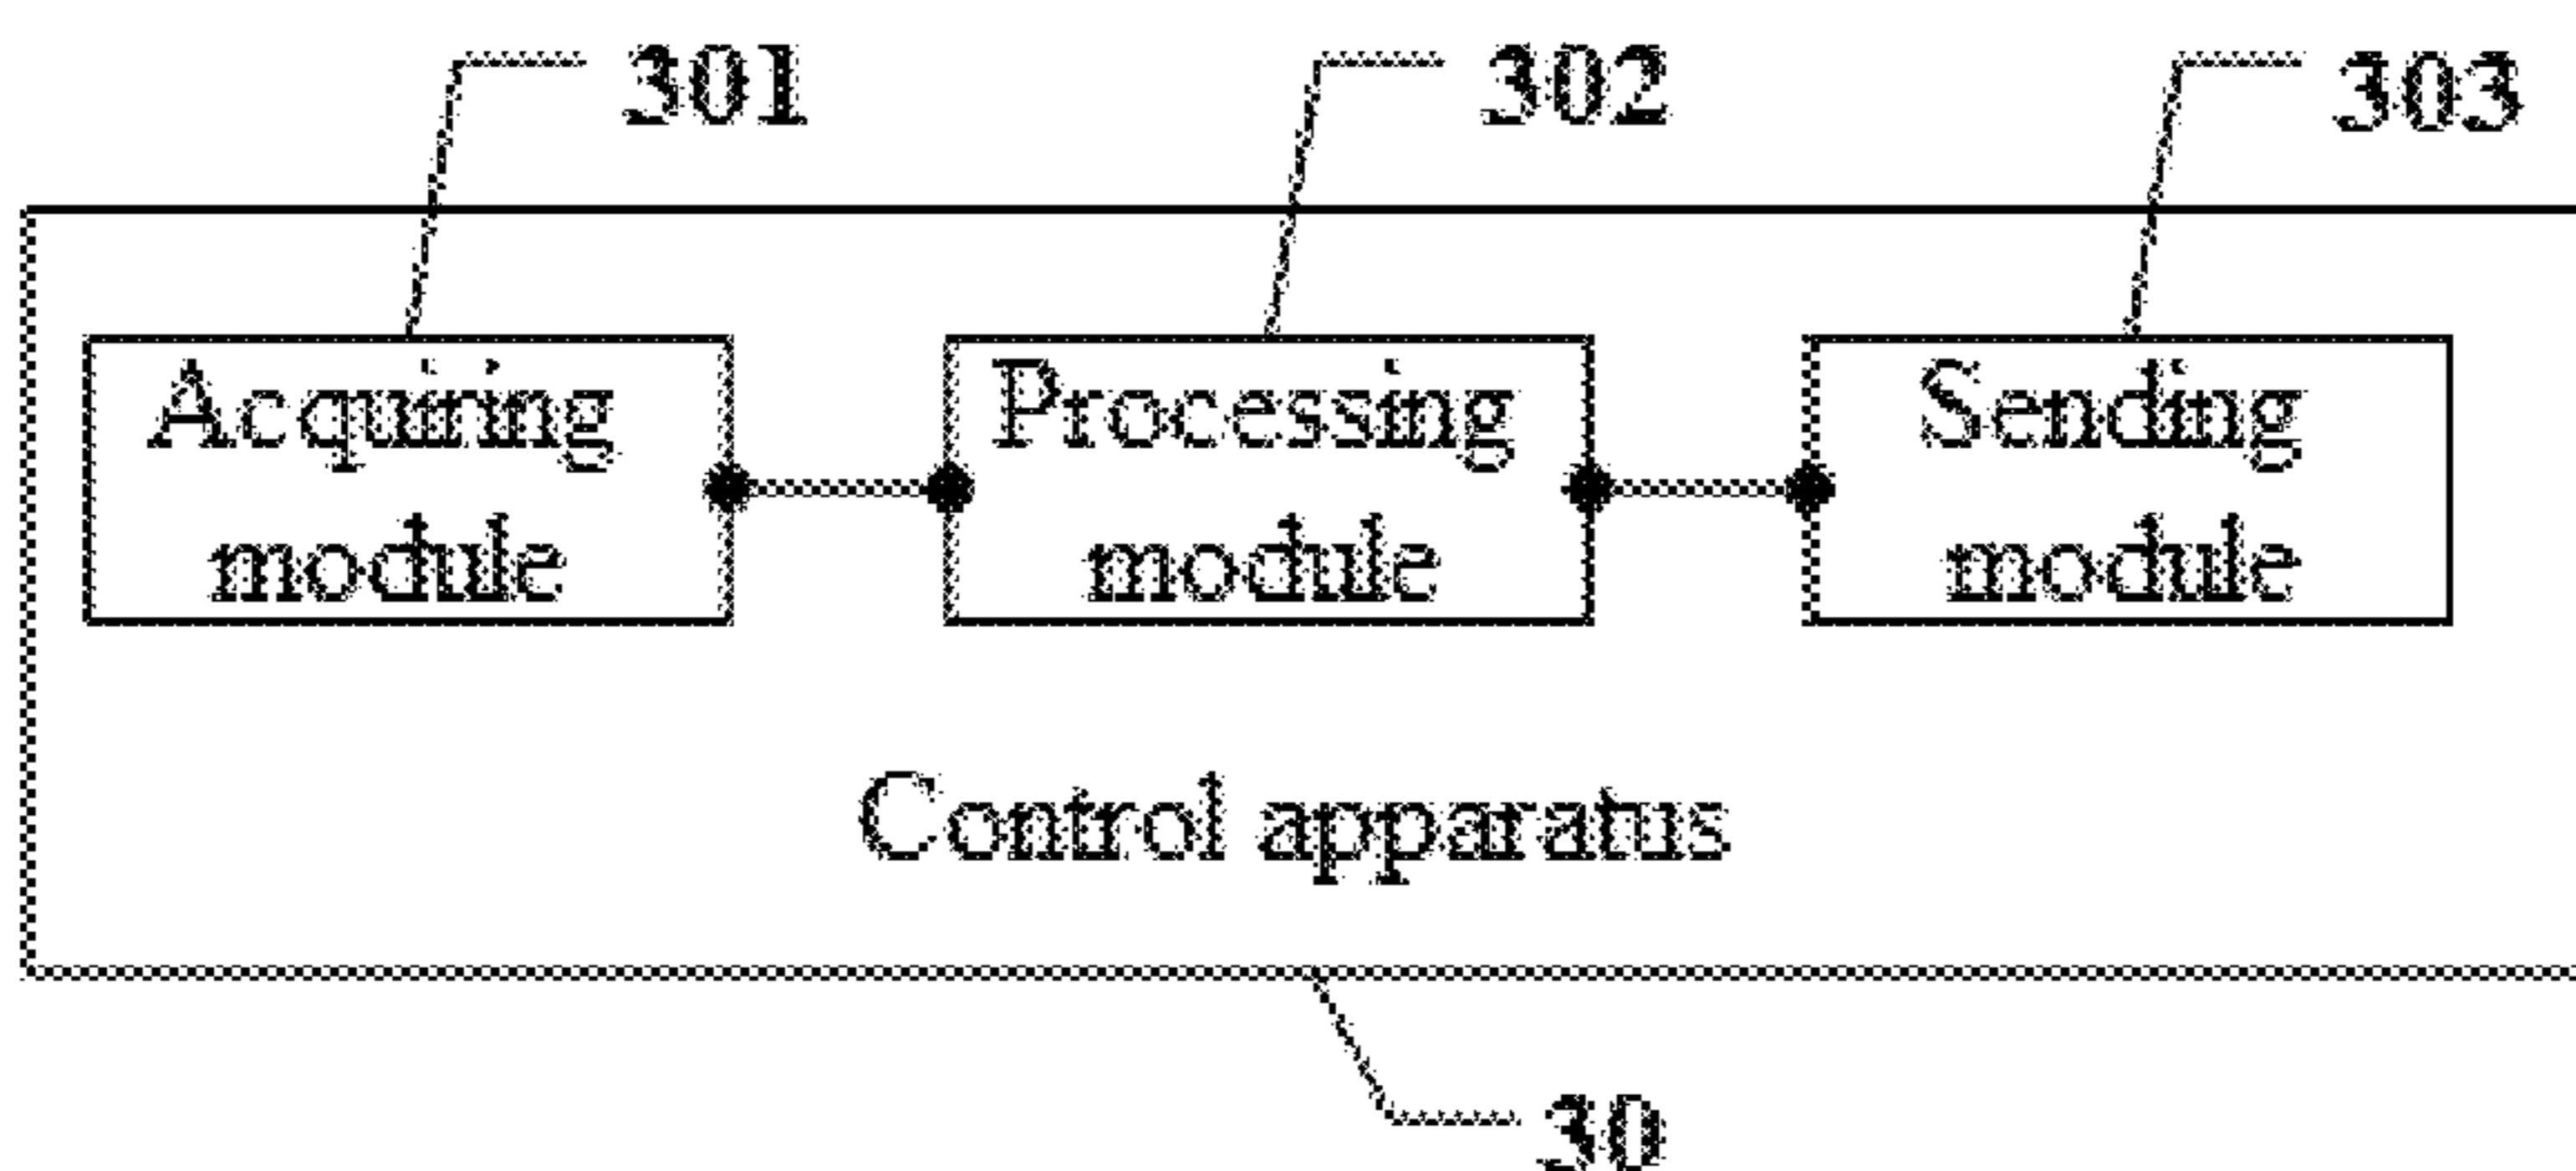 301
302
303
Acquiring
module
Processing
module
Sending
module
Control apparatus
30